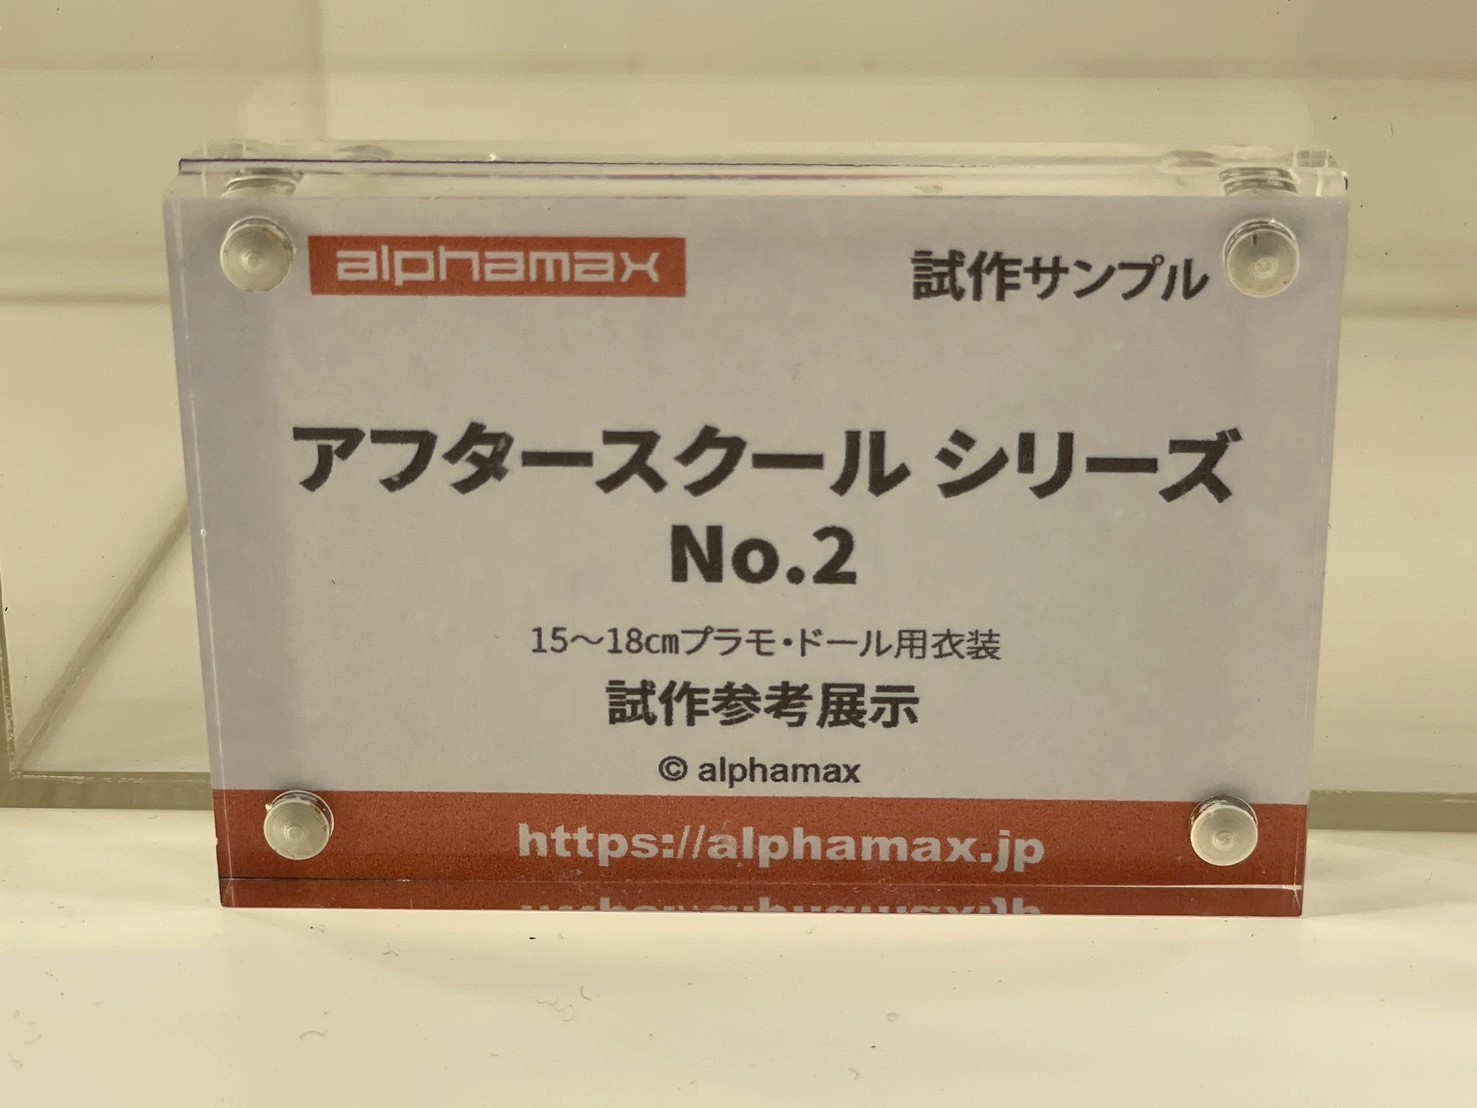 alphamax
試作サンプル
アフタースクール シリーズ
No.2
15〜18㎝プラモ・ドール用衣装
試作参考展示
© alphamax
https://alphamax.jp